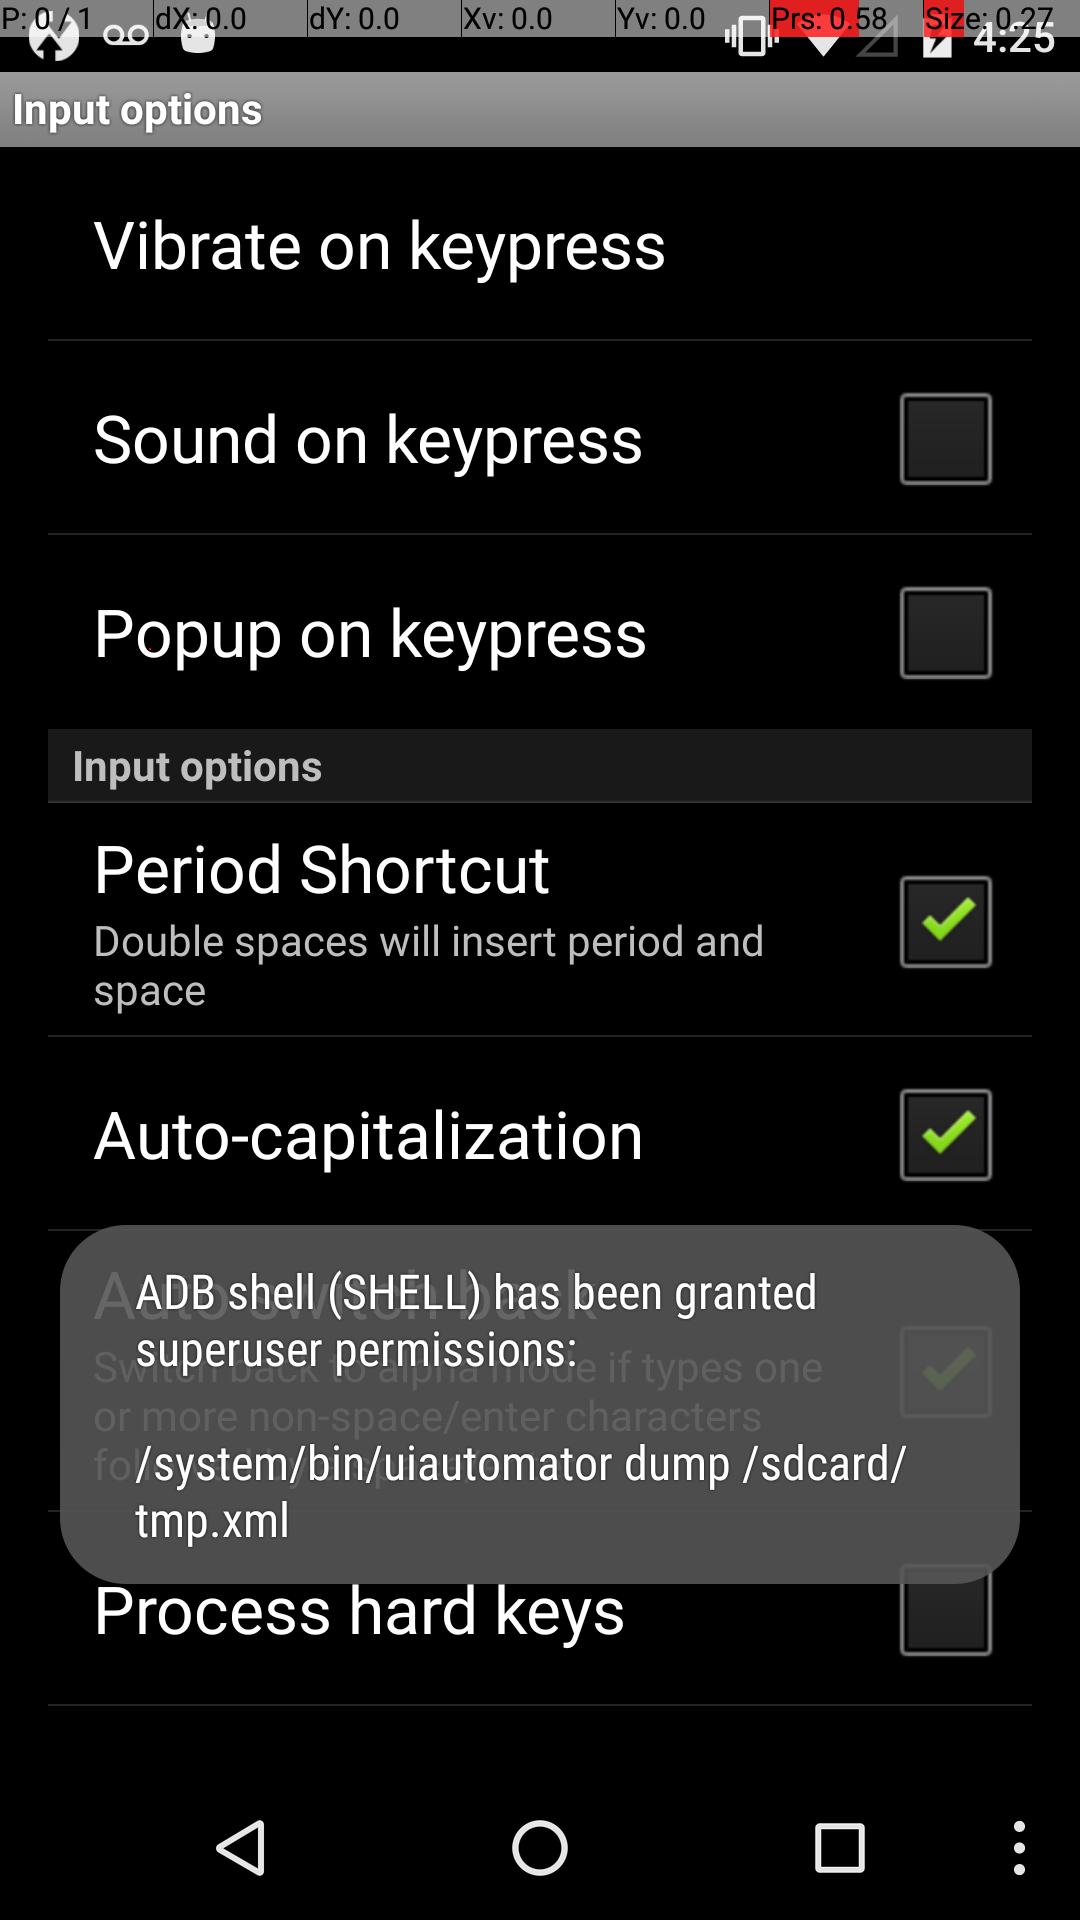 P: 0 / 1 dX: 0.0 dY: 0.0 Xv: 0.0 Yv: 0.0 Prs: 0.58 Size: 0.27
4:25
Input options
Vibrate on keypress
Sound on keypress
Popup on keypress
Input options
Period Shortcut
Double spaces will insert period and
space
Auto-capitalization
Auto switch back
ADB shell (SHELL) has been granted
superuser permissions:
Switch back to alpha mode if types one
or more non-space/enter characters
/system/bin/uiautomator dump /sdcard/
tmp.xml
Process hard keys